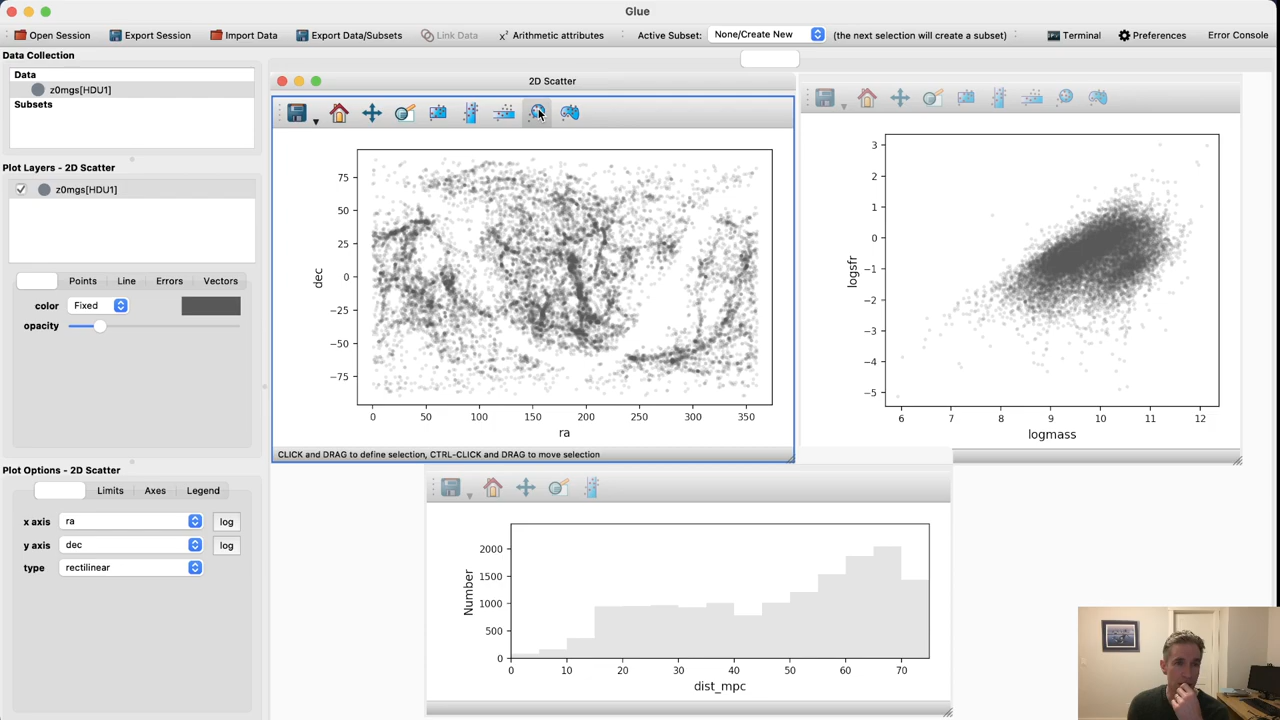 Glue
Open Session Export Session Import Data Export Data/Subsets Link Data x² Arithmetic attributes Active Subset: None/Create New (the next selection will create a subset) Terminal Preferences Error Console
Data Collection
Data
z0mgs[HDU1]
Subsets
Plot Layers - 2D Scatter
z0mgs[HDU1]
Points Line Errors Vectors
color Fixed
opacity
Plot Options - 2D Scatter
Limits Axes Legend
x axis ra log
y axis dec log
type rectilinear
2D Scatter
75
50
25
0
−25
−50
−75
dec
0 50 100 150 200 250 300 350
ra
CLICK and DRAG to define selection, CTRL-CLICK and DRAG to move selection
3
2
1
0
−1
−2
−3
−4
−5
logsfr
6 7 8 9 10 11 12
logmass
2000
1500
1000
500
0
Number
0 10 20 30 40 50 60 70
dist_mpc